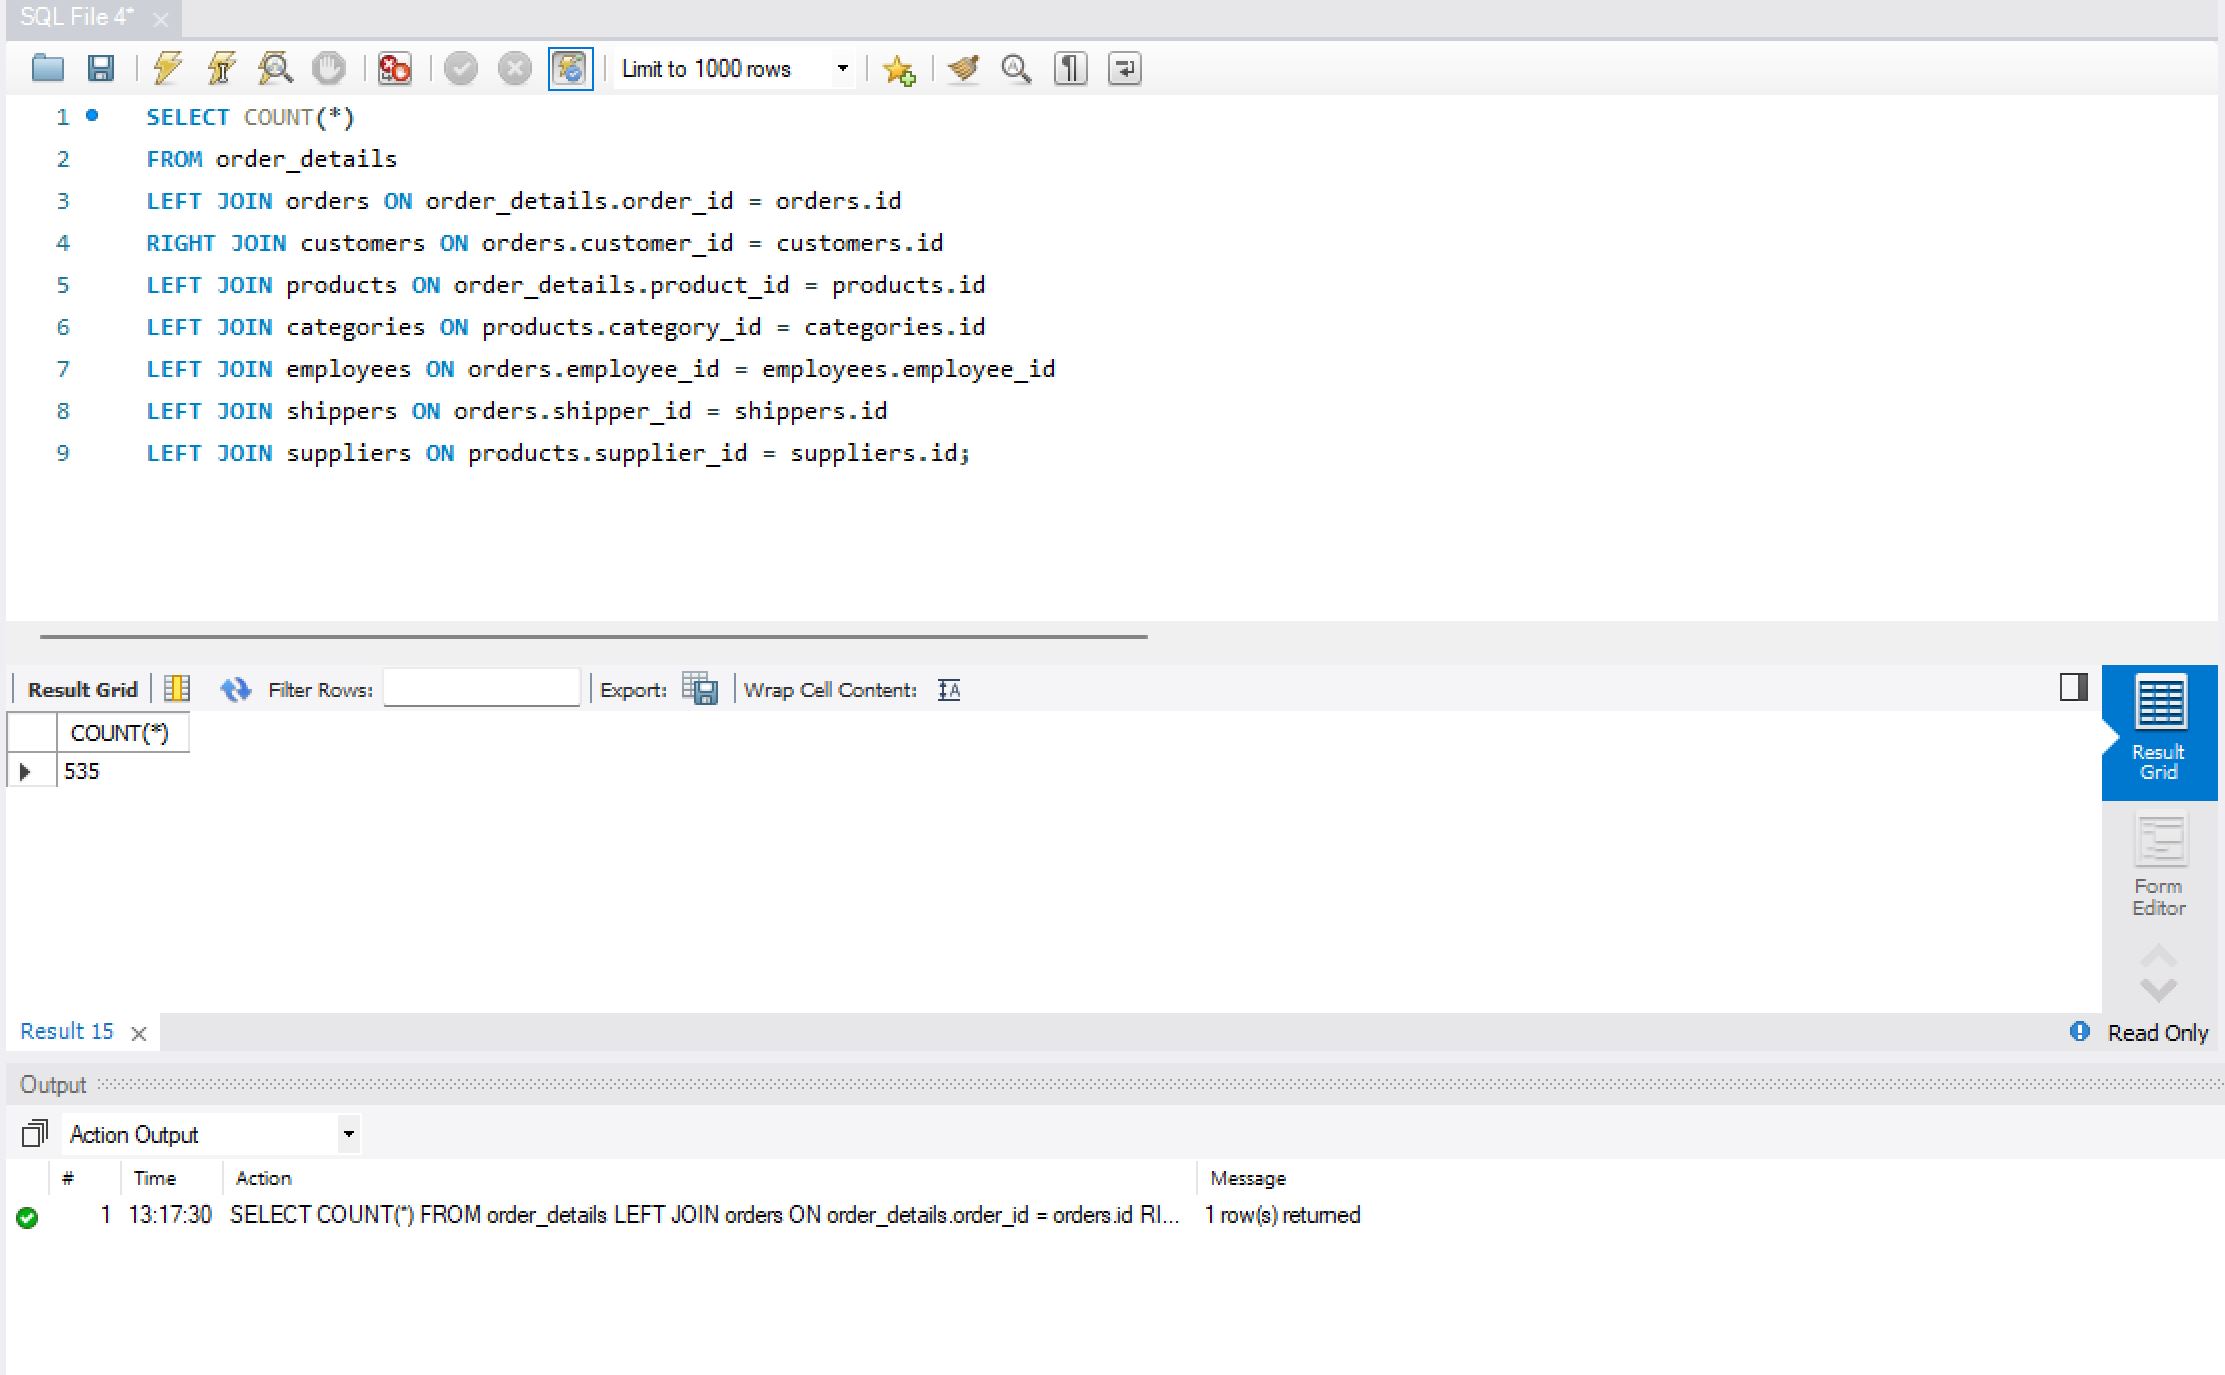 SQL File 4*
Limit to 1000 rows
1 SELECT COUNT(*)
2 FROM order_details
3 LEFT JOIN orders ON order_details.order_id = orders.id
4 RIGHT JOIN customers ON orders.customer_id = customers.id
5 LEFT JOIN products ON order_details.product_id = products.id
6 LEFT JOIN categories ON products.category_id = categories.id
7 LEFT JOIN employees ON orders.employee_id = employees.employee_id
8 LEFT JOIN shippers ON orders.shipper_id = shippers.id
9 LEFT JOIN suppliers ON products.supplier_id = suppliers.id;
Result Grid Filter Rows: Export: Wrap Cell Content:
COUNT(*)
535
Result
Grid
Form
Editor
Result 15
Read Only
Output
Action Output
# Time Action Message
1 13:17:30 SELECT COUNT(*) FROM order_details LEFT JOIN orders ON order_details.order_id = orders.id RI... 1 row(s) returned